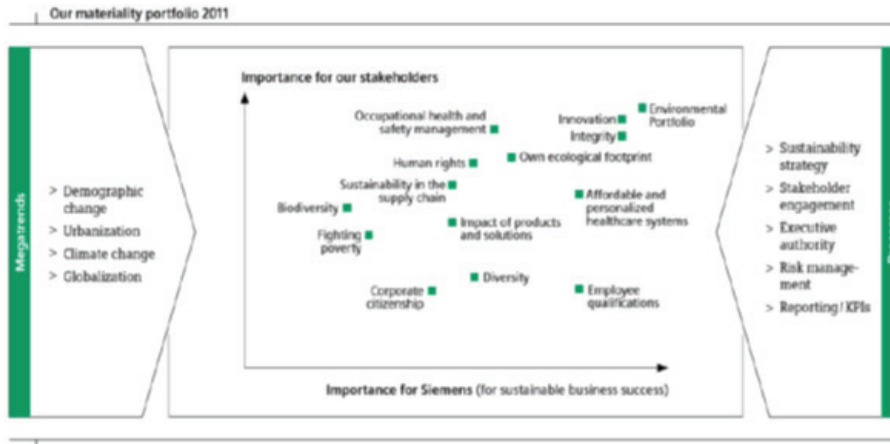 Our materiality portfolio 2011
Megatrends
> Demographic
change
> Urbanization
> Climate change
> Globalization
Importance for our stakeholders
Occupational health and
safety management
Innovation
Environmental
Portfolio
Integrity
Human rights
Own ecological footprint
Sustainability in the
supply chain
Affordable and
personalized
healthcare systems
Biodiversity
Impact of products
and solutions
Fighting
poverty
Diversity
Corporate
citizenship
Employee
qualifications
Importance for Siemens (for sustainable business success)
> Sustainability
strategy
> Stakeholder
engagement
> Executive
authority
> Risk manage-
ment
> Reporting / KPIs